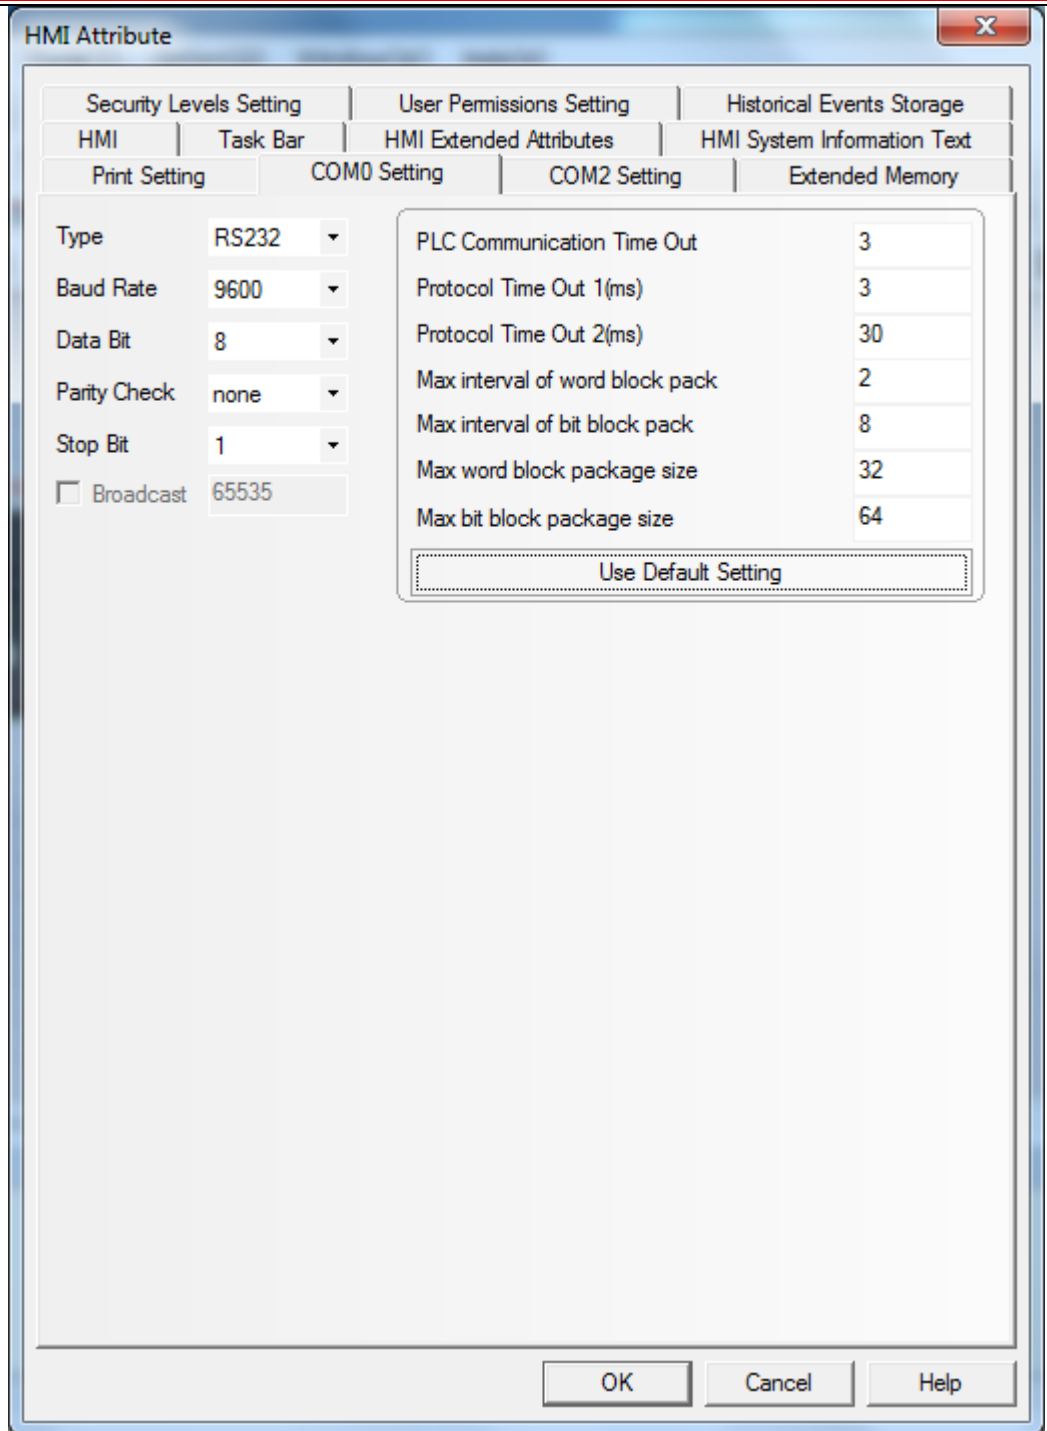 HMI Attribute
Security Levels Setting User Permissions Setting Historical Events Storage
HMI Task Bar HMI Extended Attributes HMI System Information Text
Print Setting COM0 Setting COM2 Setting Extended Memory
Type RS232 PLC Communication Time Out 3
Baud Rate 9600 Protocol Time Out 1(ms) 3
Data Bit 8 Protocol Time Out 2(ms) 30
Parity Check none Max interval of word block pack 2
Stop Bit 1 Max interval of bit block pack 8
Broadcast 65535 Max word block package size 32
Max bit block package size 64
Use Default Setting
OK Cancel Help